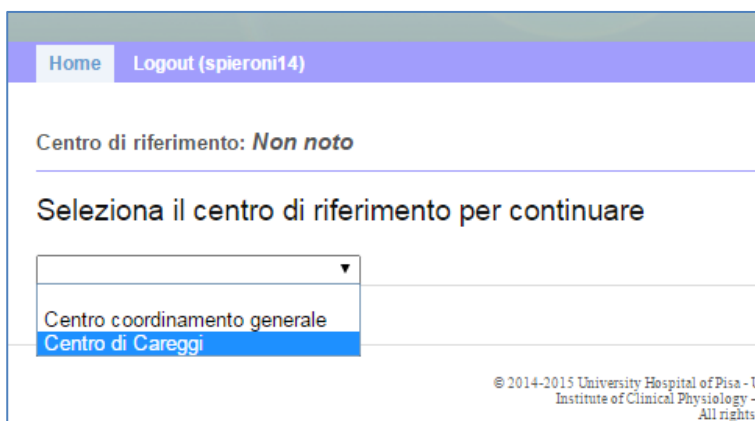 Home Logout (spieroni14)
Centro di riferimento: Non noto
Seleziona il centro di riferimento per continuare
Centro coordinamento generale
Centro di Careggi
© 2014-2015 University Hospital of Pisa -
Institute of Clinical Physiology -
All rights